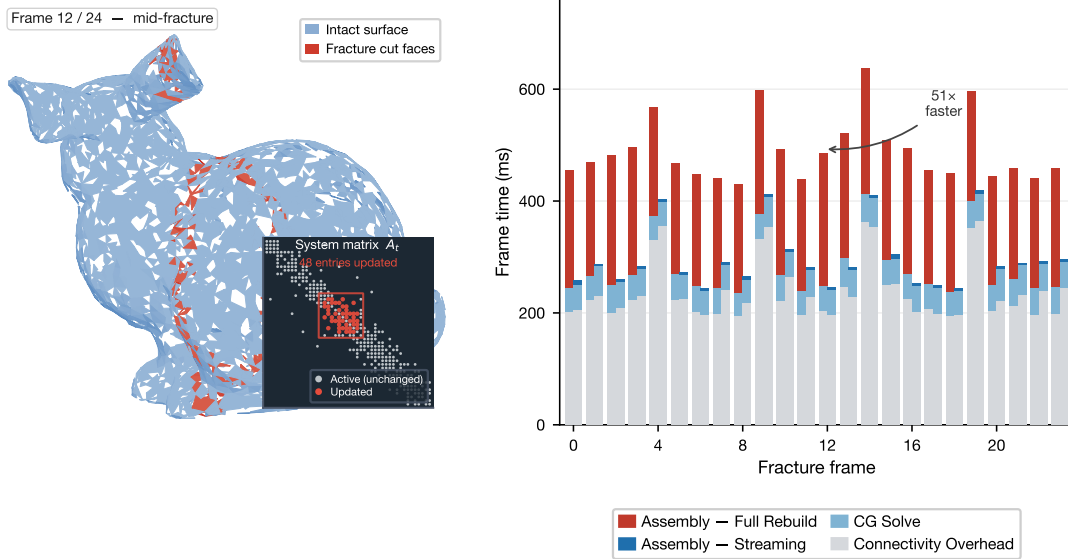 Frame 12 / 24 — mid-fracture
Intact surface
Fracture cut faces
System matrix A_t
48 entries updated
Active (unchanged)
Updated
Frame time (ms)
600
400
200
0
51×
faster
0 4 8 12 16 20
Fracture frame
Assembly — Full Rebuild
Assembly — Streaming
CG Solve
Connectivity Overhead